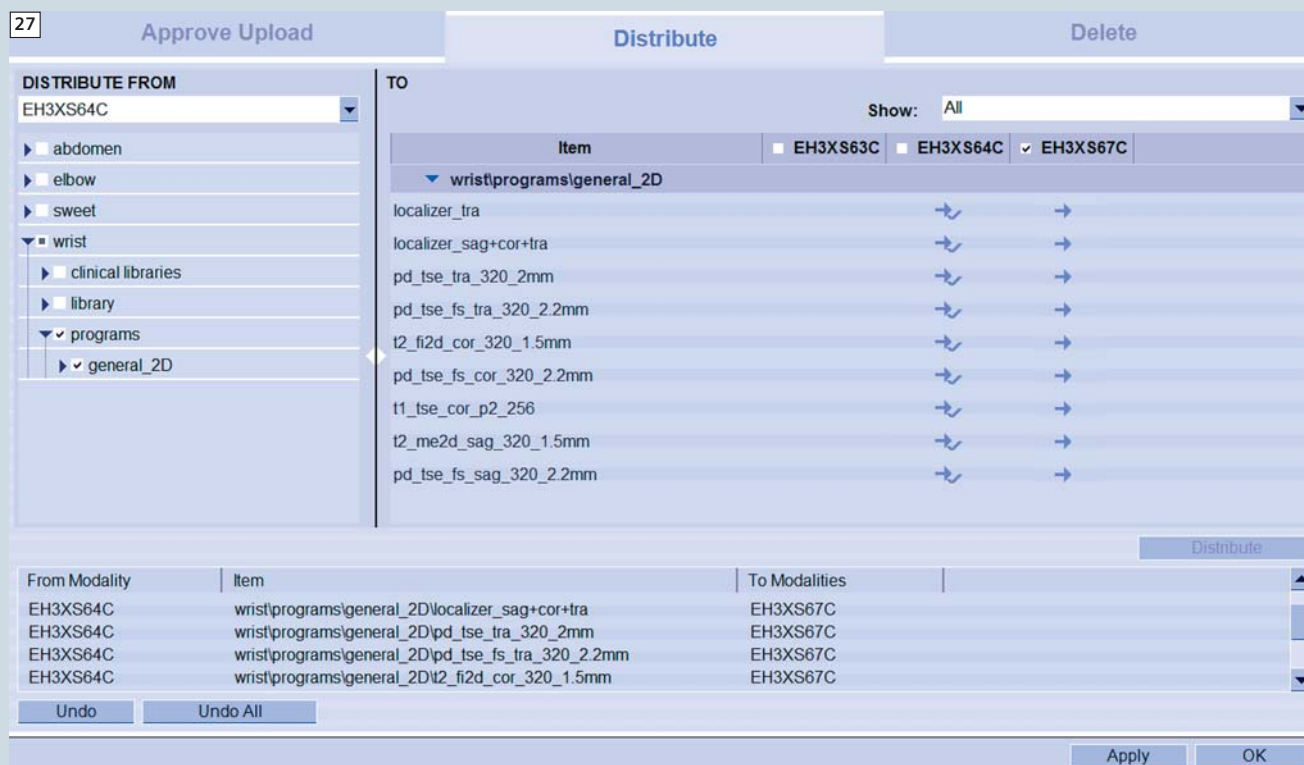 27
Approve Upload
Distribute
Delete
DISTRIBUTE FROM
EH3XS64C
abdomen
elbow
sweet
wrist
clinical libraries
library
programs
general_2D
TO
Show: All
Item EH3XS63C EH3XS64C EH3XS67C
wrist\programs\general_2D
localizer_tra
localizer_sag+cor+tra
pd_tse_tra_320_2mm
pd_tse_fs_tra_320_2.2mm
t2_fi2d_cor_320_1.5mm
pd_tse_fs_cor_320_2.2mm
t1_tse_cor_p2_256
t2_me2d_sag_320_1.5mm
pd_tse_fs_sag_320_2.2mm
Distribute
From Modality Item To Modalities
EH3XS64C wrist\programs\general_2D\localizer_sag+cor+tra EH3XS67C
EH3XS64C wrist\programs\general_2D\pd_tse_tra_320_2mm EH3XS67C
EH3XS64C wrist\programs\general_2D\pd_tse_fs_tra_320_2.2mm EH3XS67C
EH3XS64C wrist\programs\general_2D\t2_fi2d_cor_320_1.5mm EH3XS67C
Undo Undo All
Apply OK